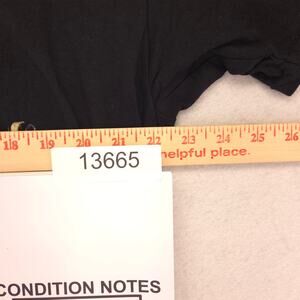 18 19 20 21 22 23 24 25 26
13665
helpful place.
CONDITION NOTES